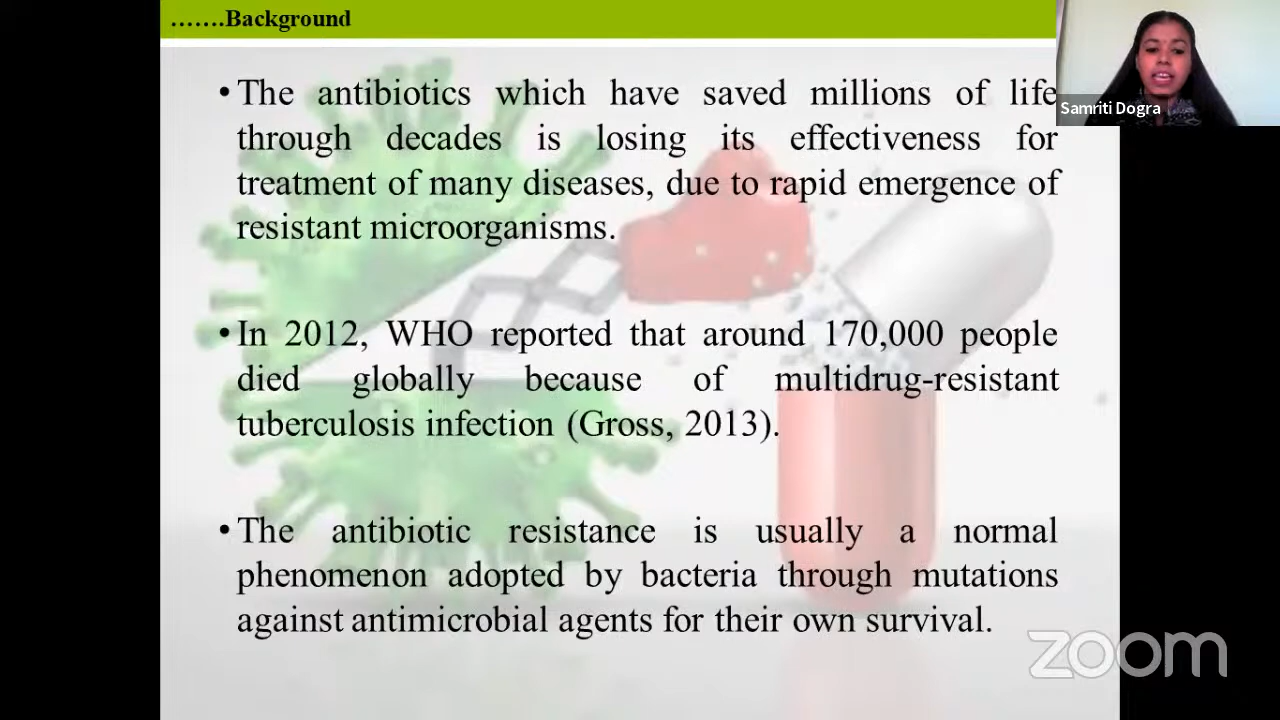 …….Background
• The antibiotics which have saved millions of life
through decades is losing its effectiveness for
treatment of many diseases, due to rapid emergence of
resistant microorganisms.
• In 2012, WHO reported that around 170,000 people
died globally because of multidrug-resistant
tuberculosis infection (Gross, 2013).
• The antibiotic resistance is usually a normal
phenomenon adopted by bacteria through mutations
against antimicrobial agents for their own survival.
Samriti Dogra
zoom